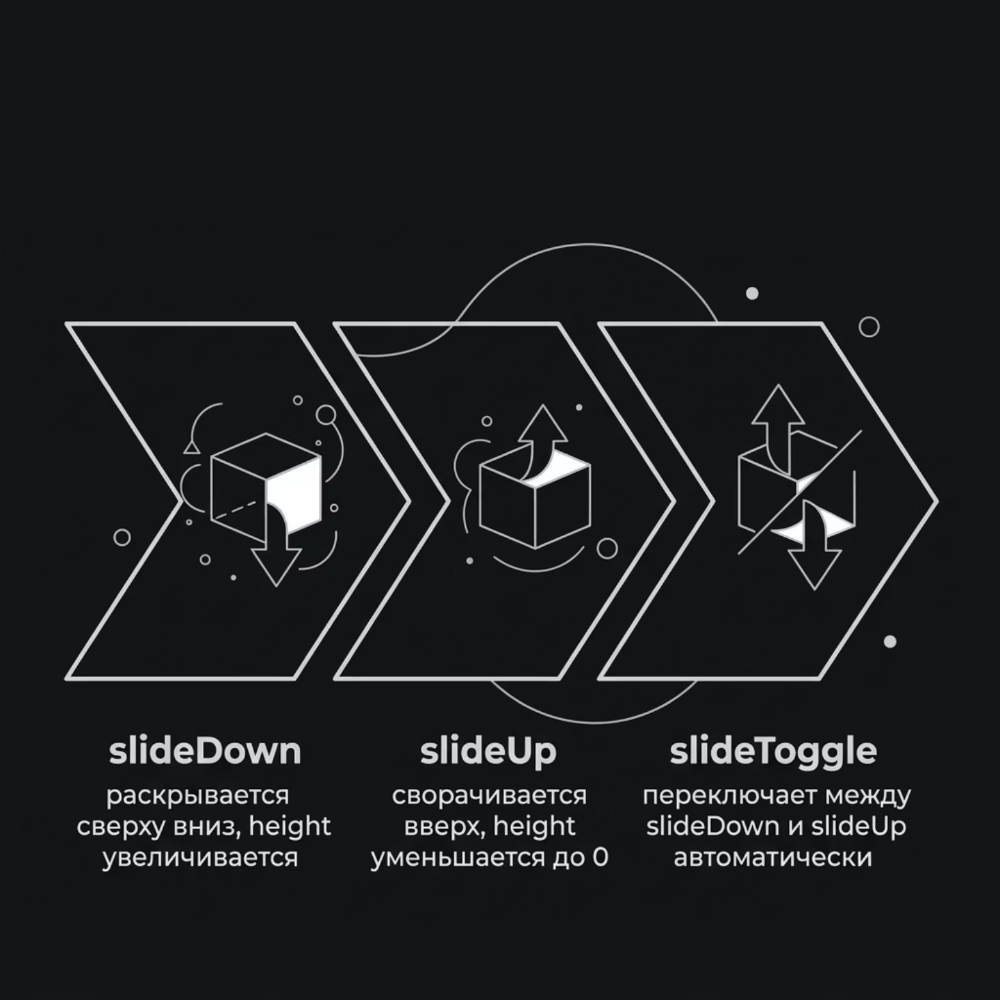 slideDown
раскрывается
сверху вниз, height
увеличивается
slideUp
сворачивается
вверх, height
уменьшается до 0
slideToggle
переключает между
slideDown и slideUp
автоматически